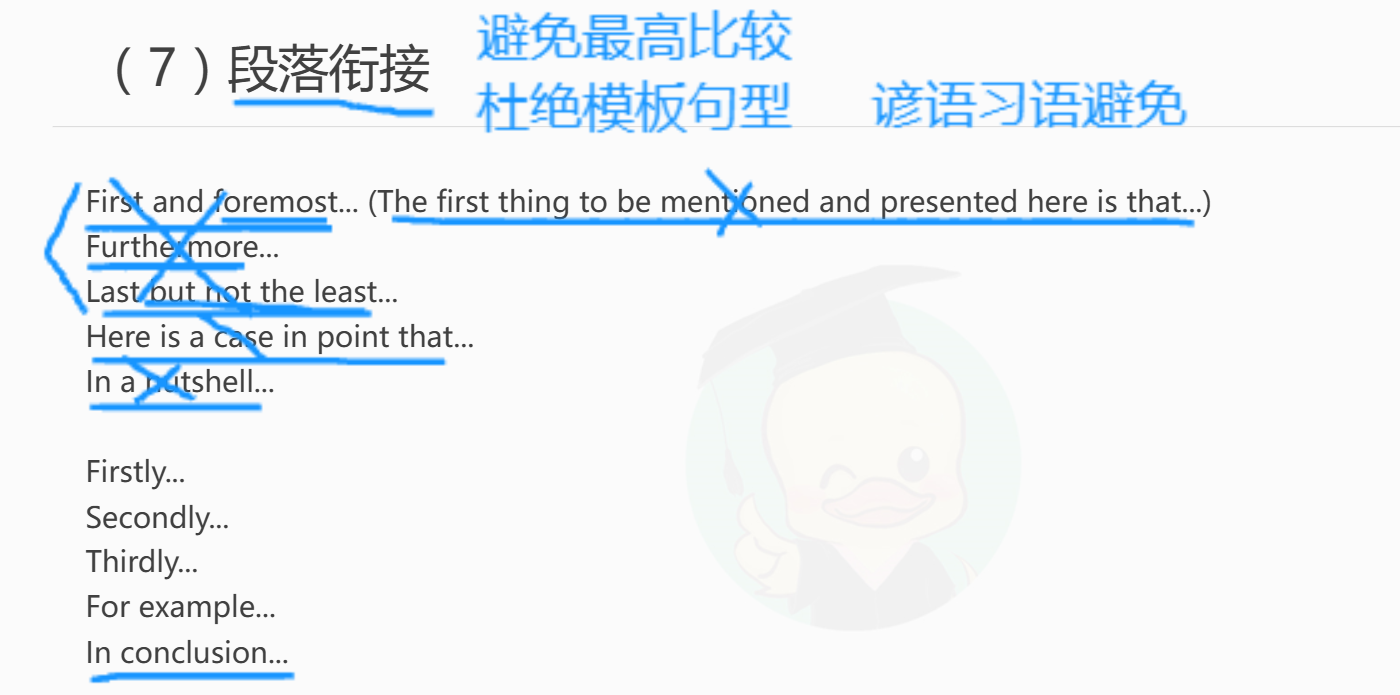 （7）段落衔接
避免最高比较
杜绝模板句型
谚语习语避免
First and foremost... (The first thing to be mentioned and presented here is that...)
Furthermore...
Last but not the least...
Here is a case in point that...
In a nutshell...
Firstly...
Secondly...
Thirdly...
For example...
In conclusion...